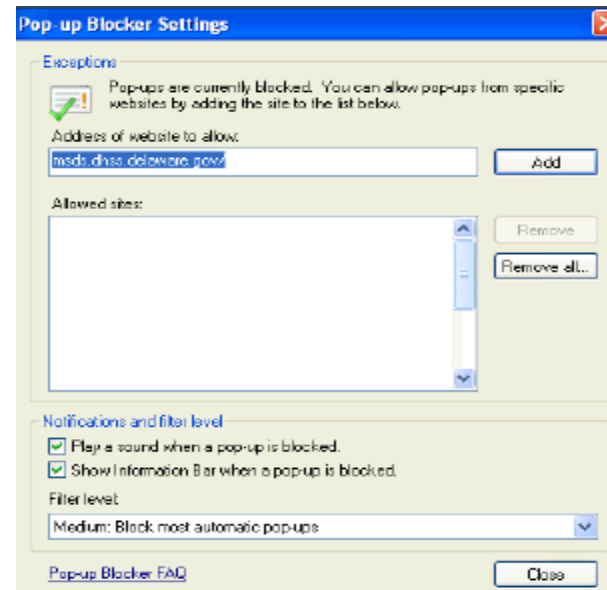 Pop-up Blocker Settings
Exceptions
Pop-ups are currently blocked. You can allow pop-ups from specific
websites by adding the site to the list below.
Address of website to allow:
msds.dhss.delaware.gov/
Add
Allowed sites:
Remove
Remove all...
Notifications and filter level
Play a sound when a pop-up is blocked.
Show Information Bar when a pop-up is blocked.
Filter level:
Medium: Block most automatic pop-ups
Pop-up Blocker FAQ
Close